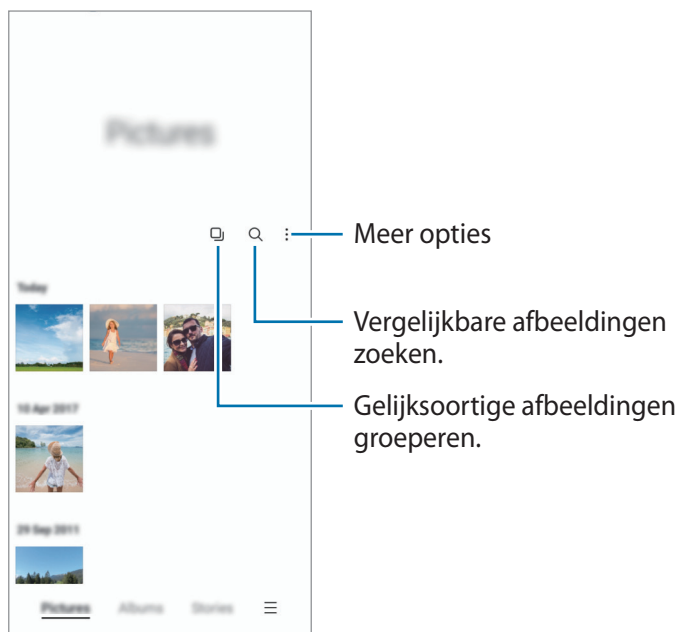 Pictures
Meer opties
Today
Vergelijkbare afbeeldingen
zoeken.
Gelijksoortige afbeeldingen
groeperen.
10 Apr 2017
29 Sep 2011
Pictures Albums Stories